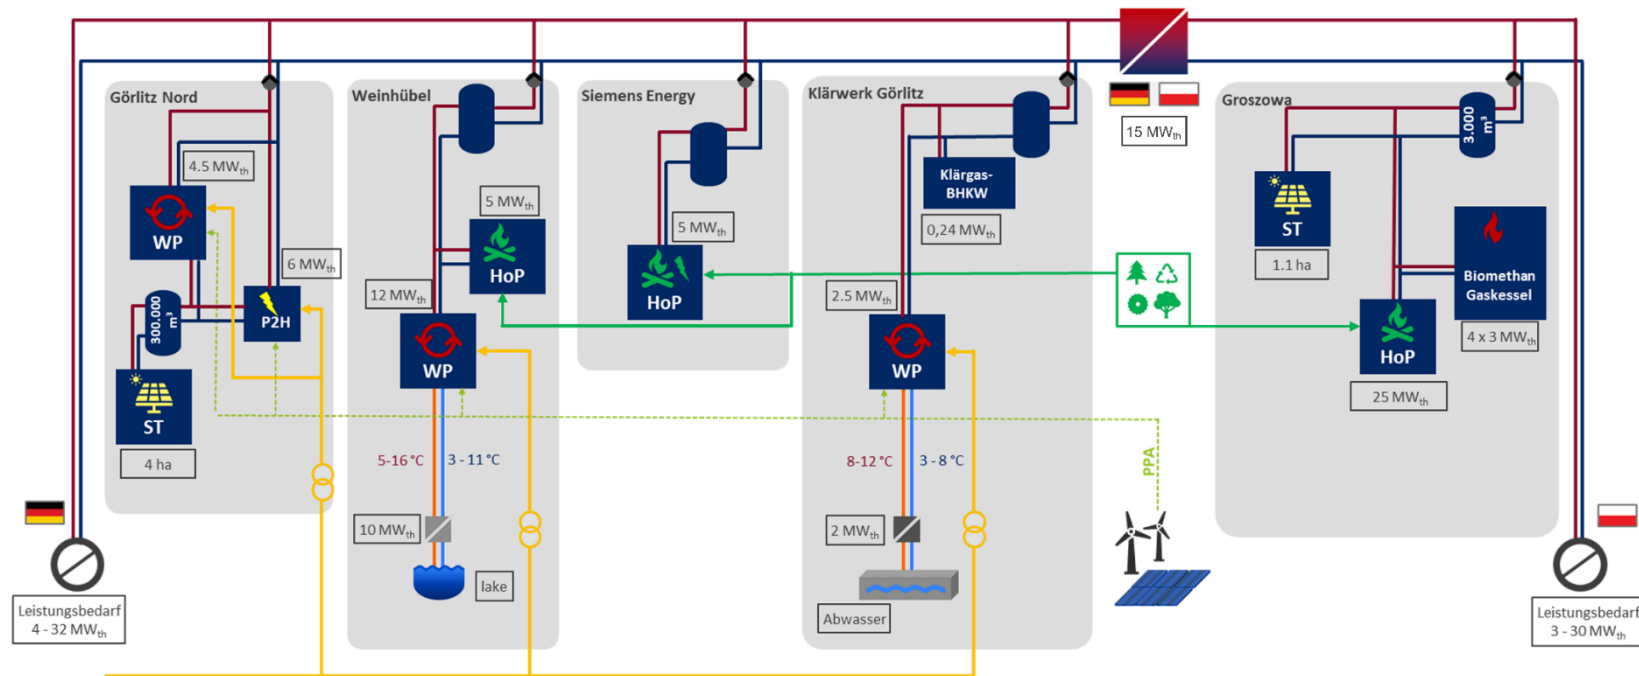 Görlitz Nord
4.5 MWth
WP
6 MWth
300.000
m³
P2H
ST
4 ha
Leistungsbedarf
4 - 32 MWth
Weinhübel
5 MWth
HoP
12 MWth
WP
5-16 °C
3 - 11 °C
10 MWth
lake
Siemens Energy
5 MWth
HoP
Klärwerk Görlitz
Klärgas-
BHKW
0,24 MWth
2.5 MWth
WP
8-12 °C
3 - 8 °C
2 MWth
Abwasser
15 MWth
PPA
Groszowa
3.000
m³
ST
1.1 ha
Biomethan
Gaskessel
4 x 3 MWth
HoP
25 MWth
Leistungsbedarf
3 - 30 MWth